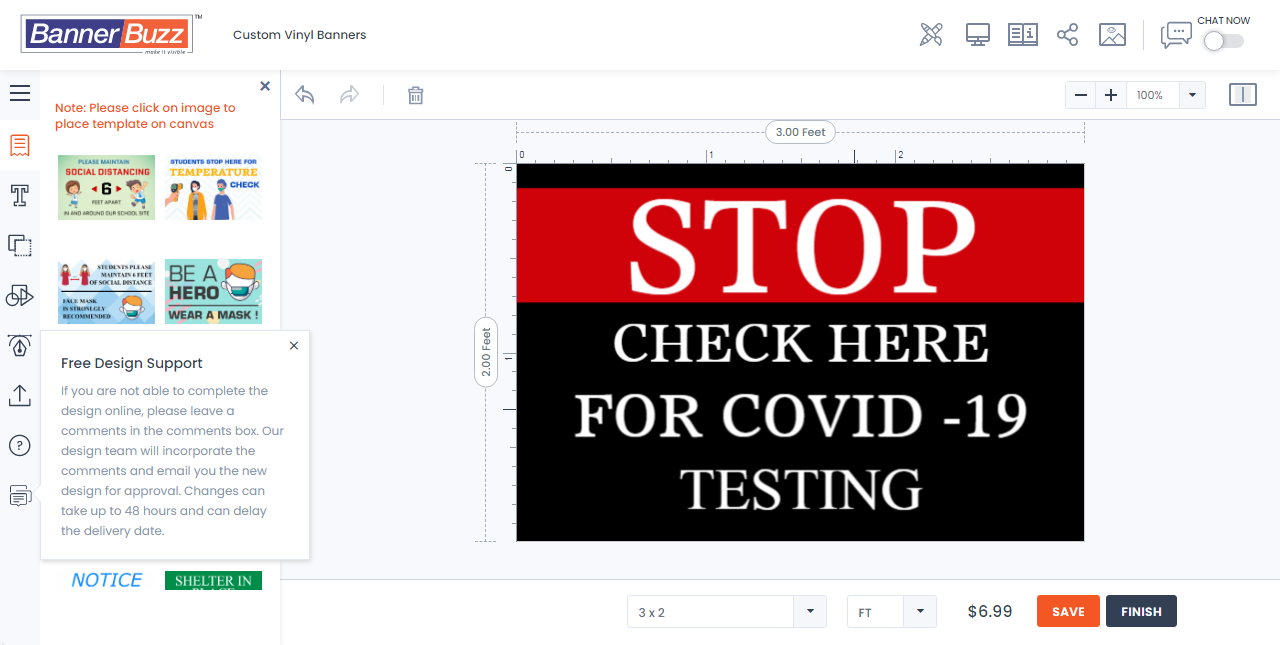 BannerBuzz
TM
make it visible
Custom Vinyl Banners
CHAT NOW
Note: Please click on image to
place template on canvas
100%
PLEASE MAINTAIN
SOCIAL DISTANCING
6
FEET APART
IN AND AROUND OUR SCHOOL SITE
STUDENTS STOP HERE FOR
TEMPERATURE
CHECK
STUDENTS PLEASE
MAINTAIN 6 FEET
OF SOCIAL DISTANCE
FACE MASK
IS STRONLGLY
RECOMMENDED
BE A
HERO
WEAR A MASK !
Free Design Support
If you are not able to complete the
design online, please leave a
comments in the comments box. Our
design team will incorporate the
comments and email you the new
design for approval. Changes can
take up to 48 hours and can delay
the delivery date.
NOTICE
SHELTER IN
PLACE
3.00 Feet
0 1 2
0
1
2.00 Feet
STOP
CHECK HERE
FOR COVID -19
TESTING
3 x 2
FT
$6.99
SAVE
FINISH